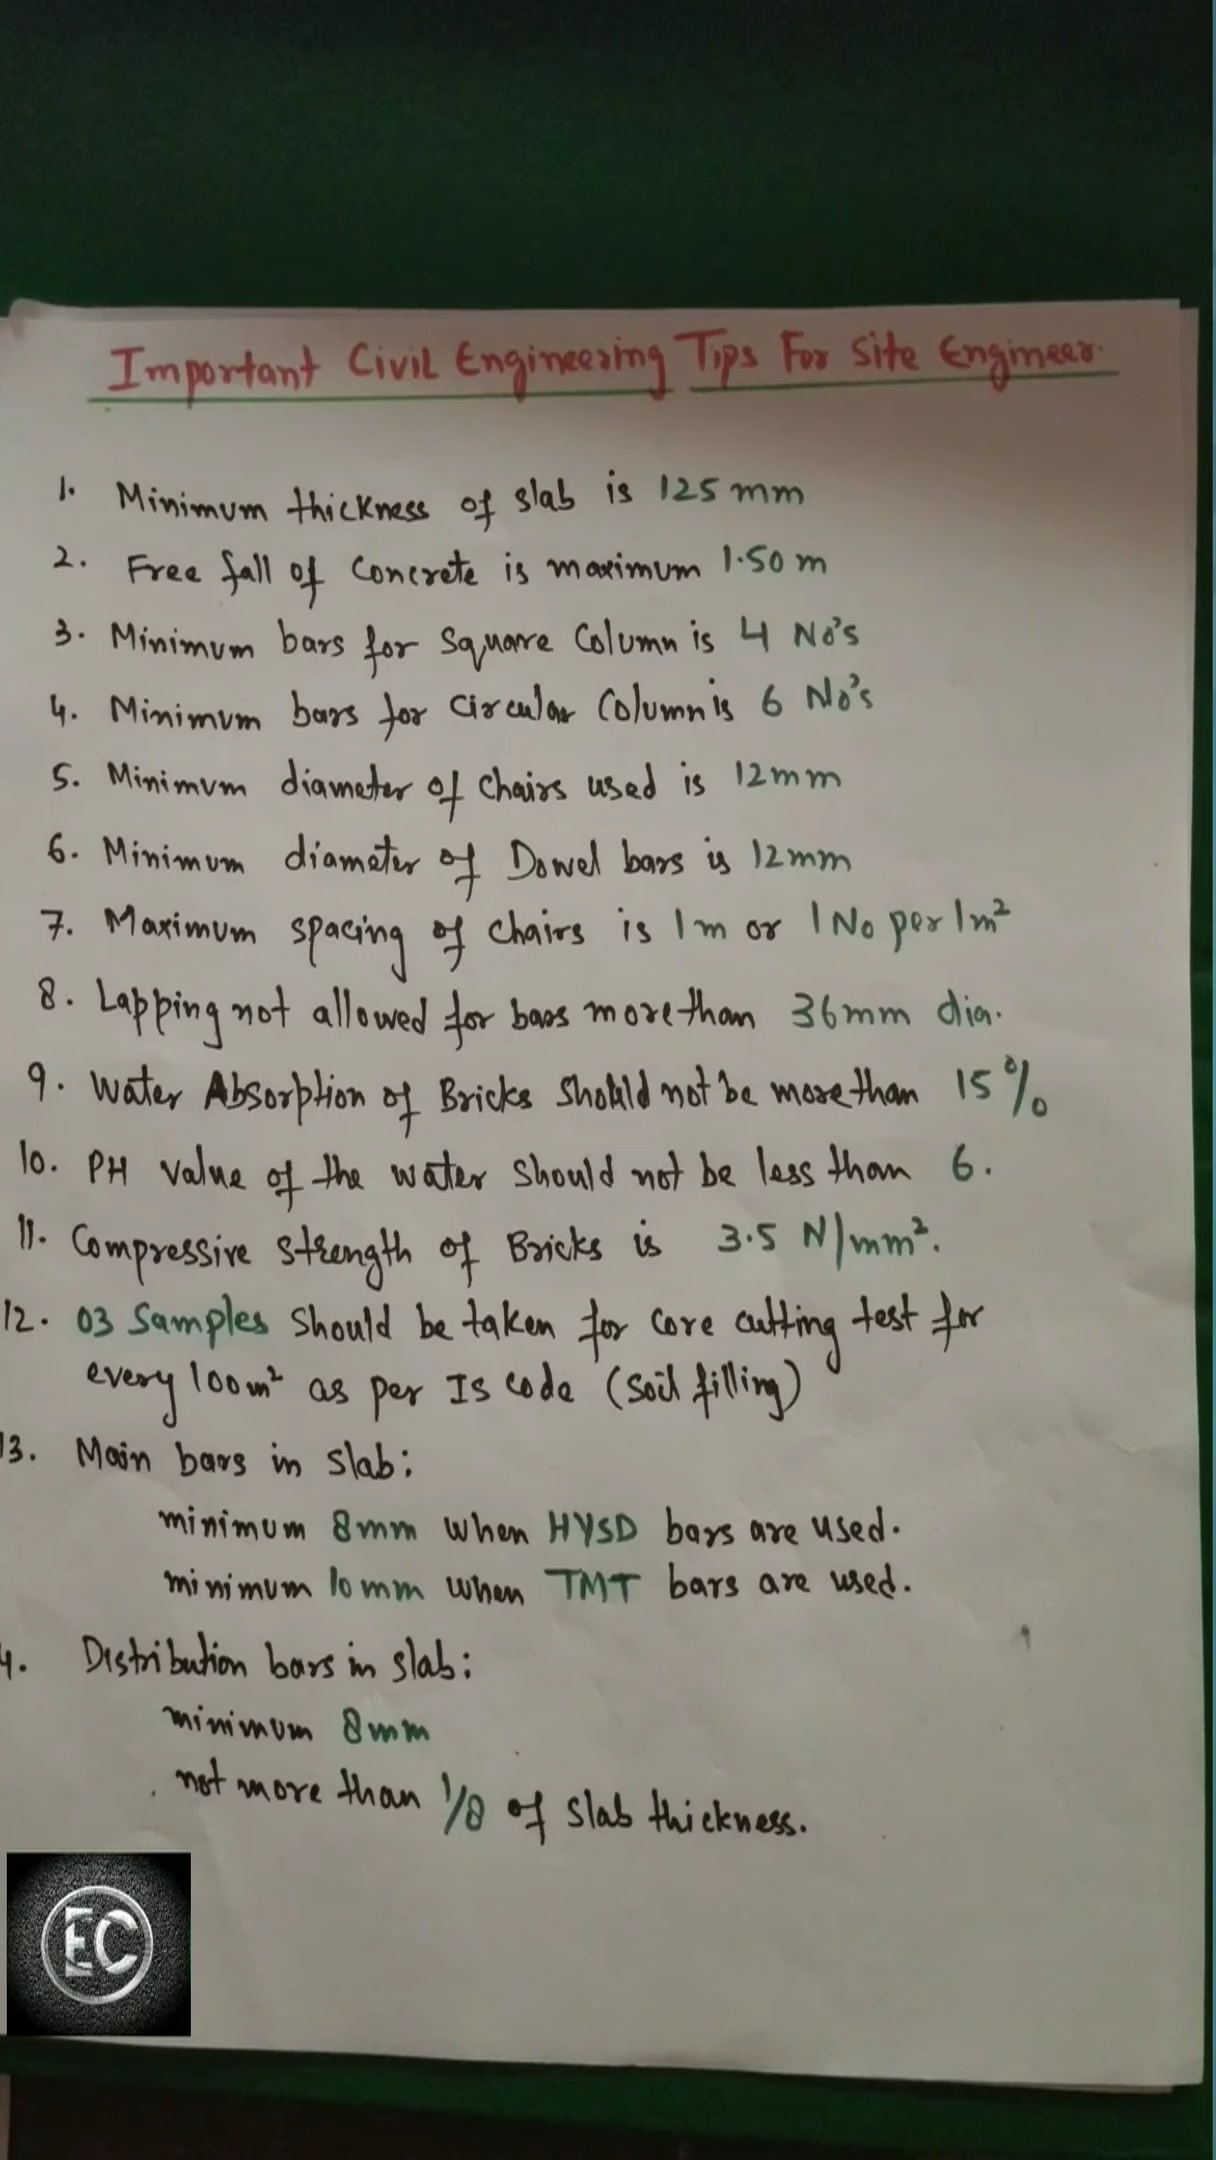 Important Civil Engineering Tips For Site Engineer.
1. Minimum thickness of slab is 125 mm
2. Free fall of Concrete is maximum 1.50 m
3. Minimum bars for Square Column is 4 No's
4. Minimum bars for Circular Column is 6 No's
5. Minimum diameter of Chairs used is 12mm
6. Minimum diameter of Dowel bars is 12mm
7. Maximum spacing of chairs is 1m or 1 No per 1m²
8. Lapping not allowed for bars more than 36mm dia.
9. Water Absorption of Bricks should not be more than 15%
10. PH value of the water should not be less than 6.
11. Compressive strength of Bricks is 3.5 N/mm².
12. 03 Samples should be taken for core cutting test for
every 100m² as per Is code (soil filling)
13. Main bars in slab:
minimum 8mm when HYSD bars are used.
minimum 10mm when TMT bars are used.
4. Distribution bars in slab:
minimum 8mm
not more than 1/8 of slab thickness.
EC